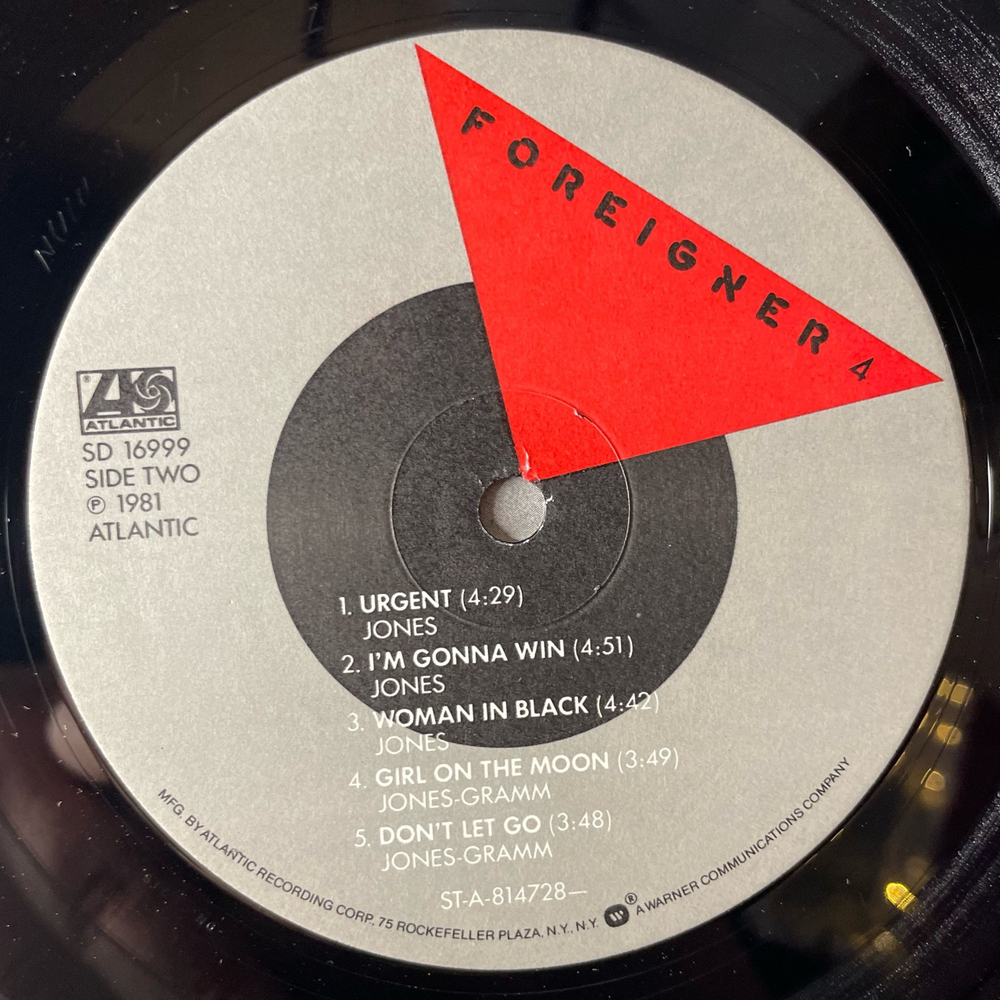 FOREIGNER 4
ATLANTIC
SD 16999
SIDE TWO
℗ 1981
ATLANTIC
1. URGENT (4:29)
JONES
2. I'M GONNA WIN (4:51)
JONES
3. WOMAN IN BLACK (4:42)
JONES
4. GIRL ON THE MOON (3:49)
JONES-GRAMM
5. DON'T LET GO (3:48)
JONES-GRAMM
ST-A-814728—
MFG. BY ATLANTIC RECORDING CORP. 75 ROCKEFELLER PLAZA, N.Y., N.Y. ® A WARNER COMMUNICATIONS COMPANY